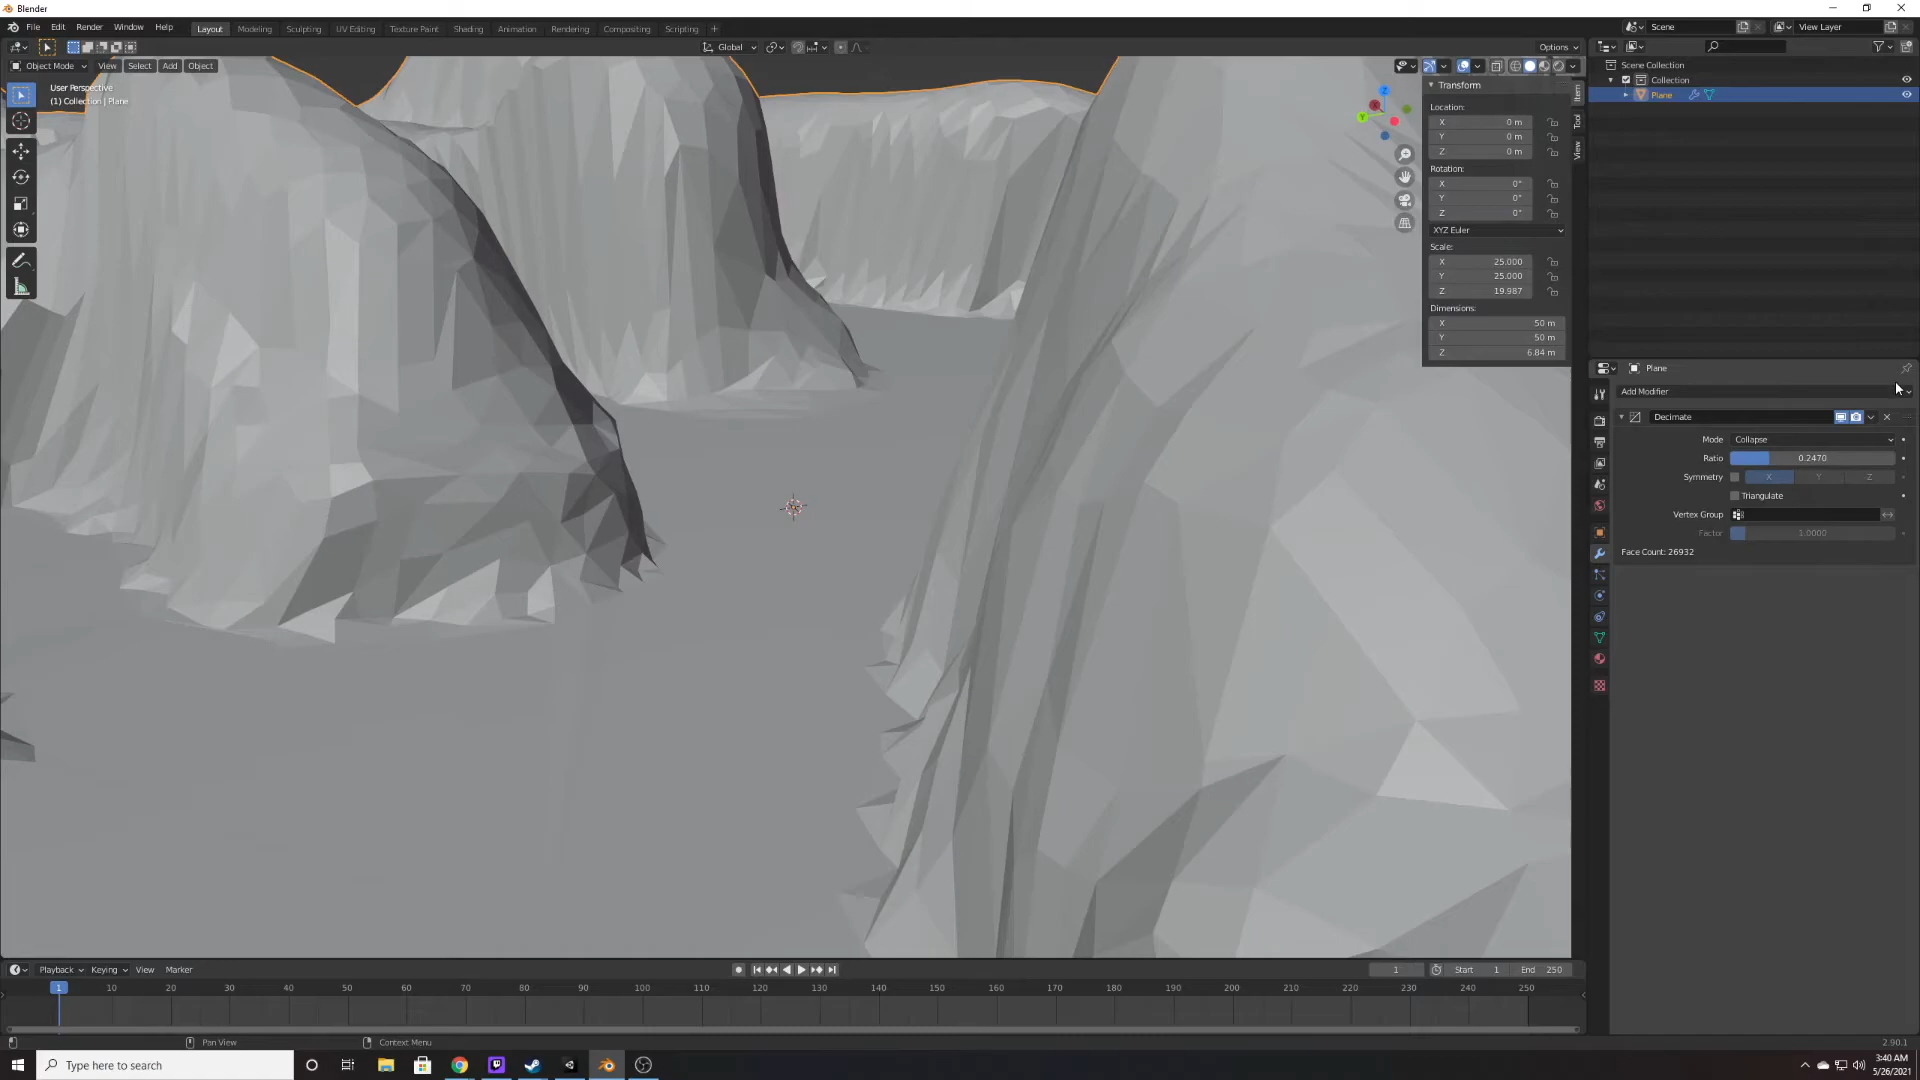 Blender
File Edit Render Window Help
Layout Modeling Sculpting UV Editing Texture Paint Shading Animation Rendering Compositing Scripting +
Scene
View Layer
Global
Options
Object Mode View Select Add Object
User Perspective
(1) Collection | Plane
Transform
Location:
X 0 m
Y 0 m
Z 0 m
Rotation:
X 0°
Y 0°
Z 0°
XYZ Euler
Scale:
X 25.000
Y 25.000
Z 19.987
Dimensions:
X 50 m
Y 50 m
Z 6.84 m
Item
Tool
View
Z
Y
X
Scene Collection
Collection
Plane
Plane
Add Modifier
Decimate
Mode Collapse
Ratio 0.2470
Symmetry X Y Z
Triangulate
Vertex Group
Factor 1.0000
Face Count: 26932
Playback Keying View Marker
1 Start 1 End 250
1 10 20 30 40 50 60 70 80 90 100 110 120 130 140 150 160 170 180 190 200 210 220 230 240 250
Pan View
Context Menu
2.90.1
Type here to search
3:40 AM
5/26/2021